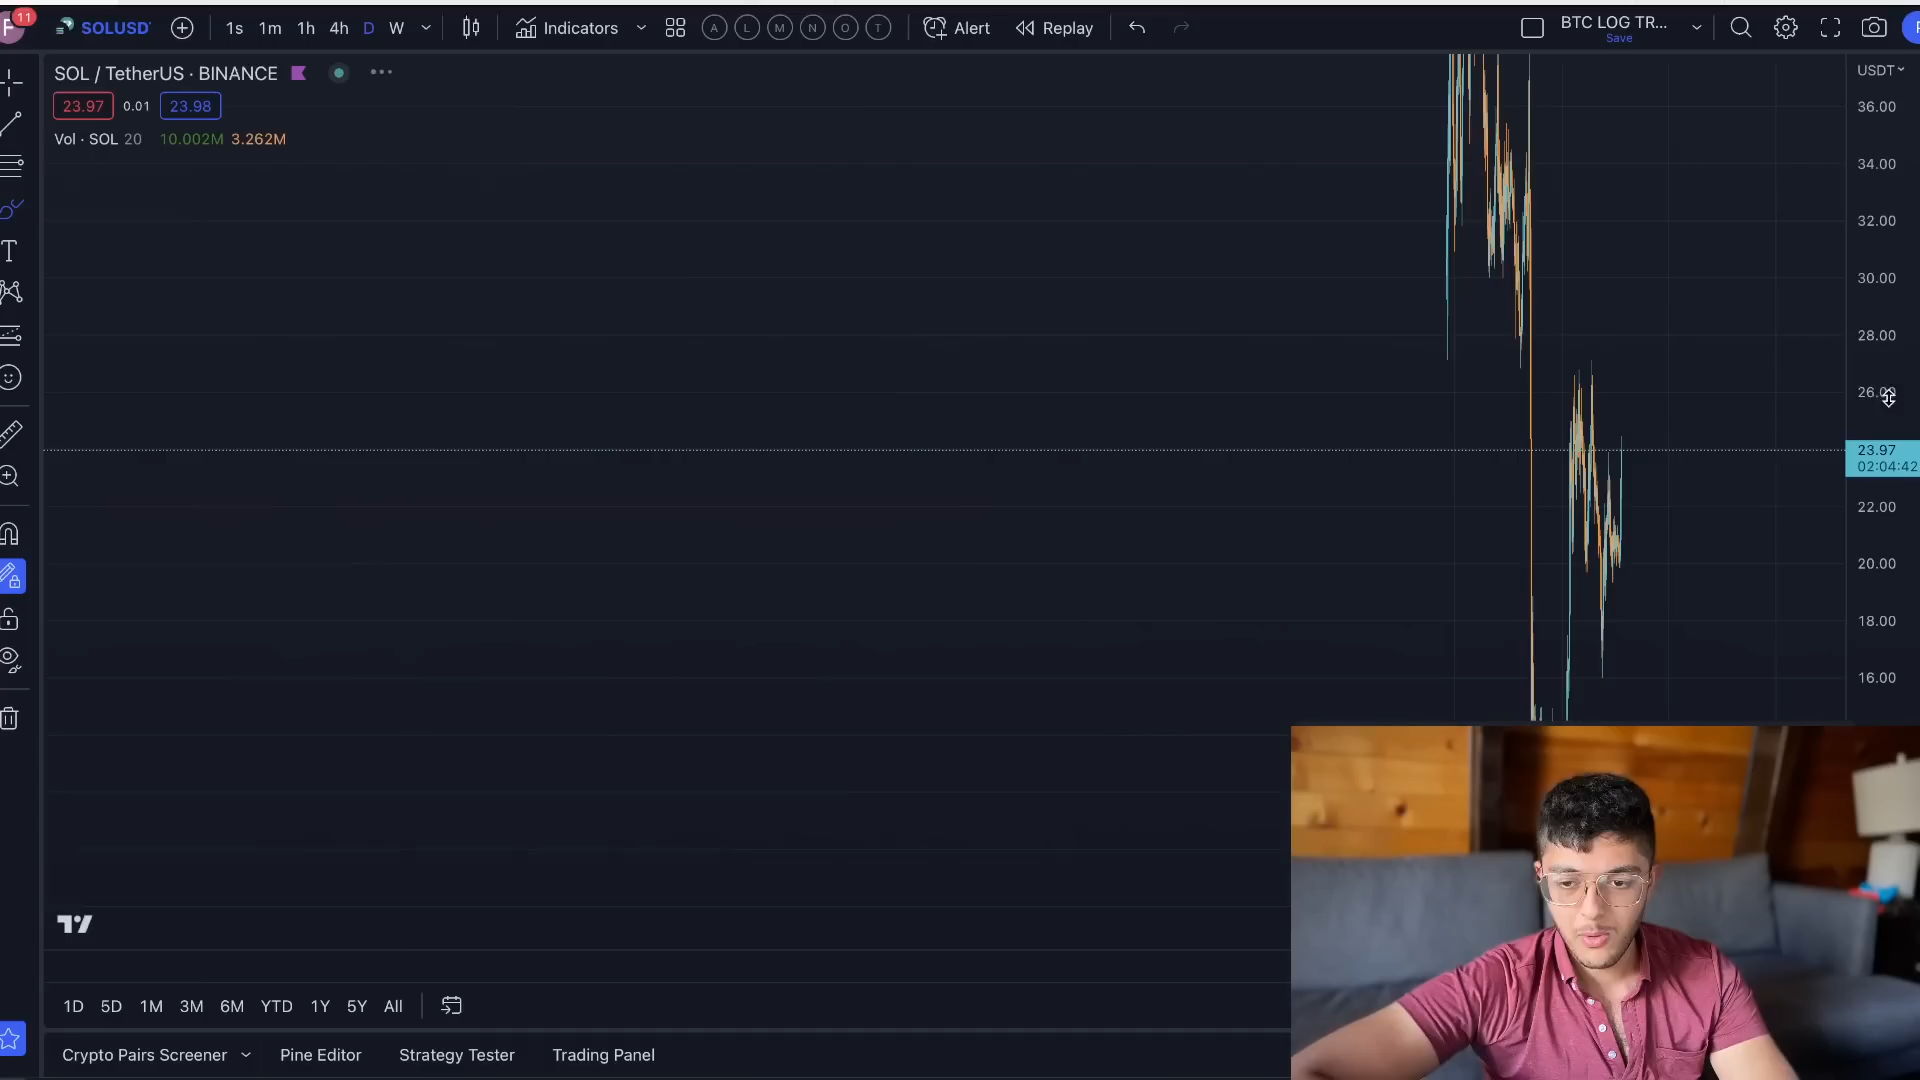 11
SOLUSD
1s 1m 1h 4h D W
Indicators
A L M N O T
Alert
Replay
BTC LOG TR...
Save
SOL / TetherUS · BINANCE
USDT
23.97 0.01 23.98
Vol · SOL 20 10.002M 3.262M
36.00
34.00
32.00
30.00
28.00
26.00
23.97
02:04:42
22.00
20.00
18.00
16.00
1D 5D 1M 3M 6M YTD 1Y 5Y All
Crypto Pairs Screener Pine Editor Strategy Tester Trading Panel